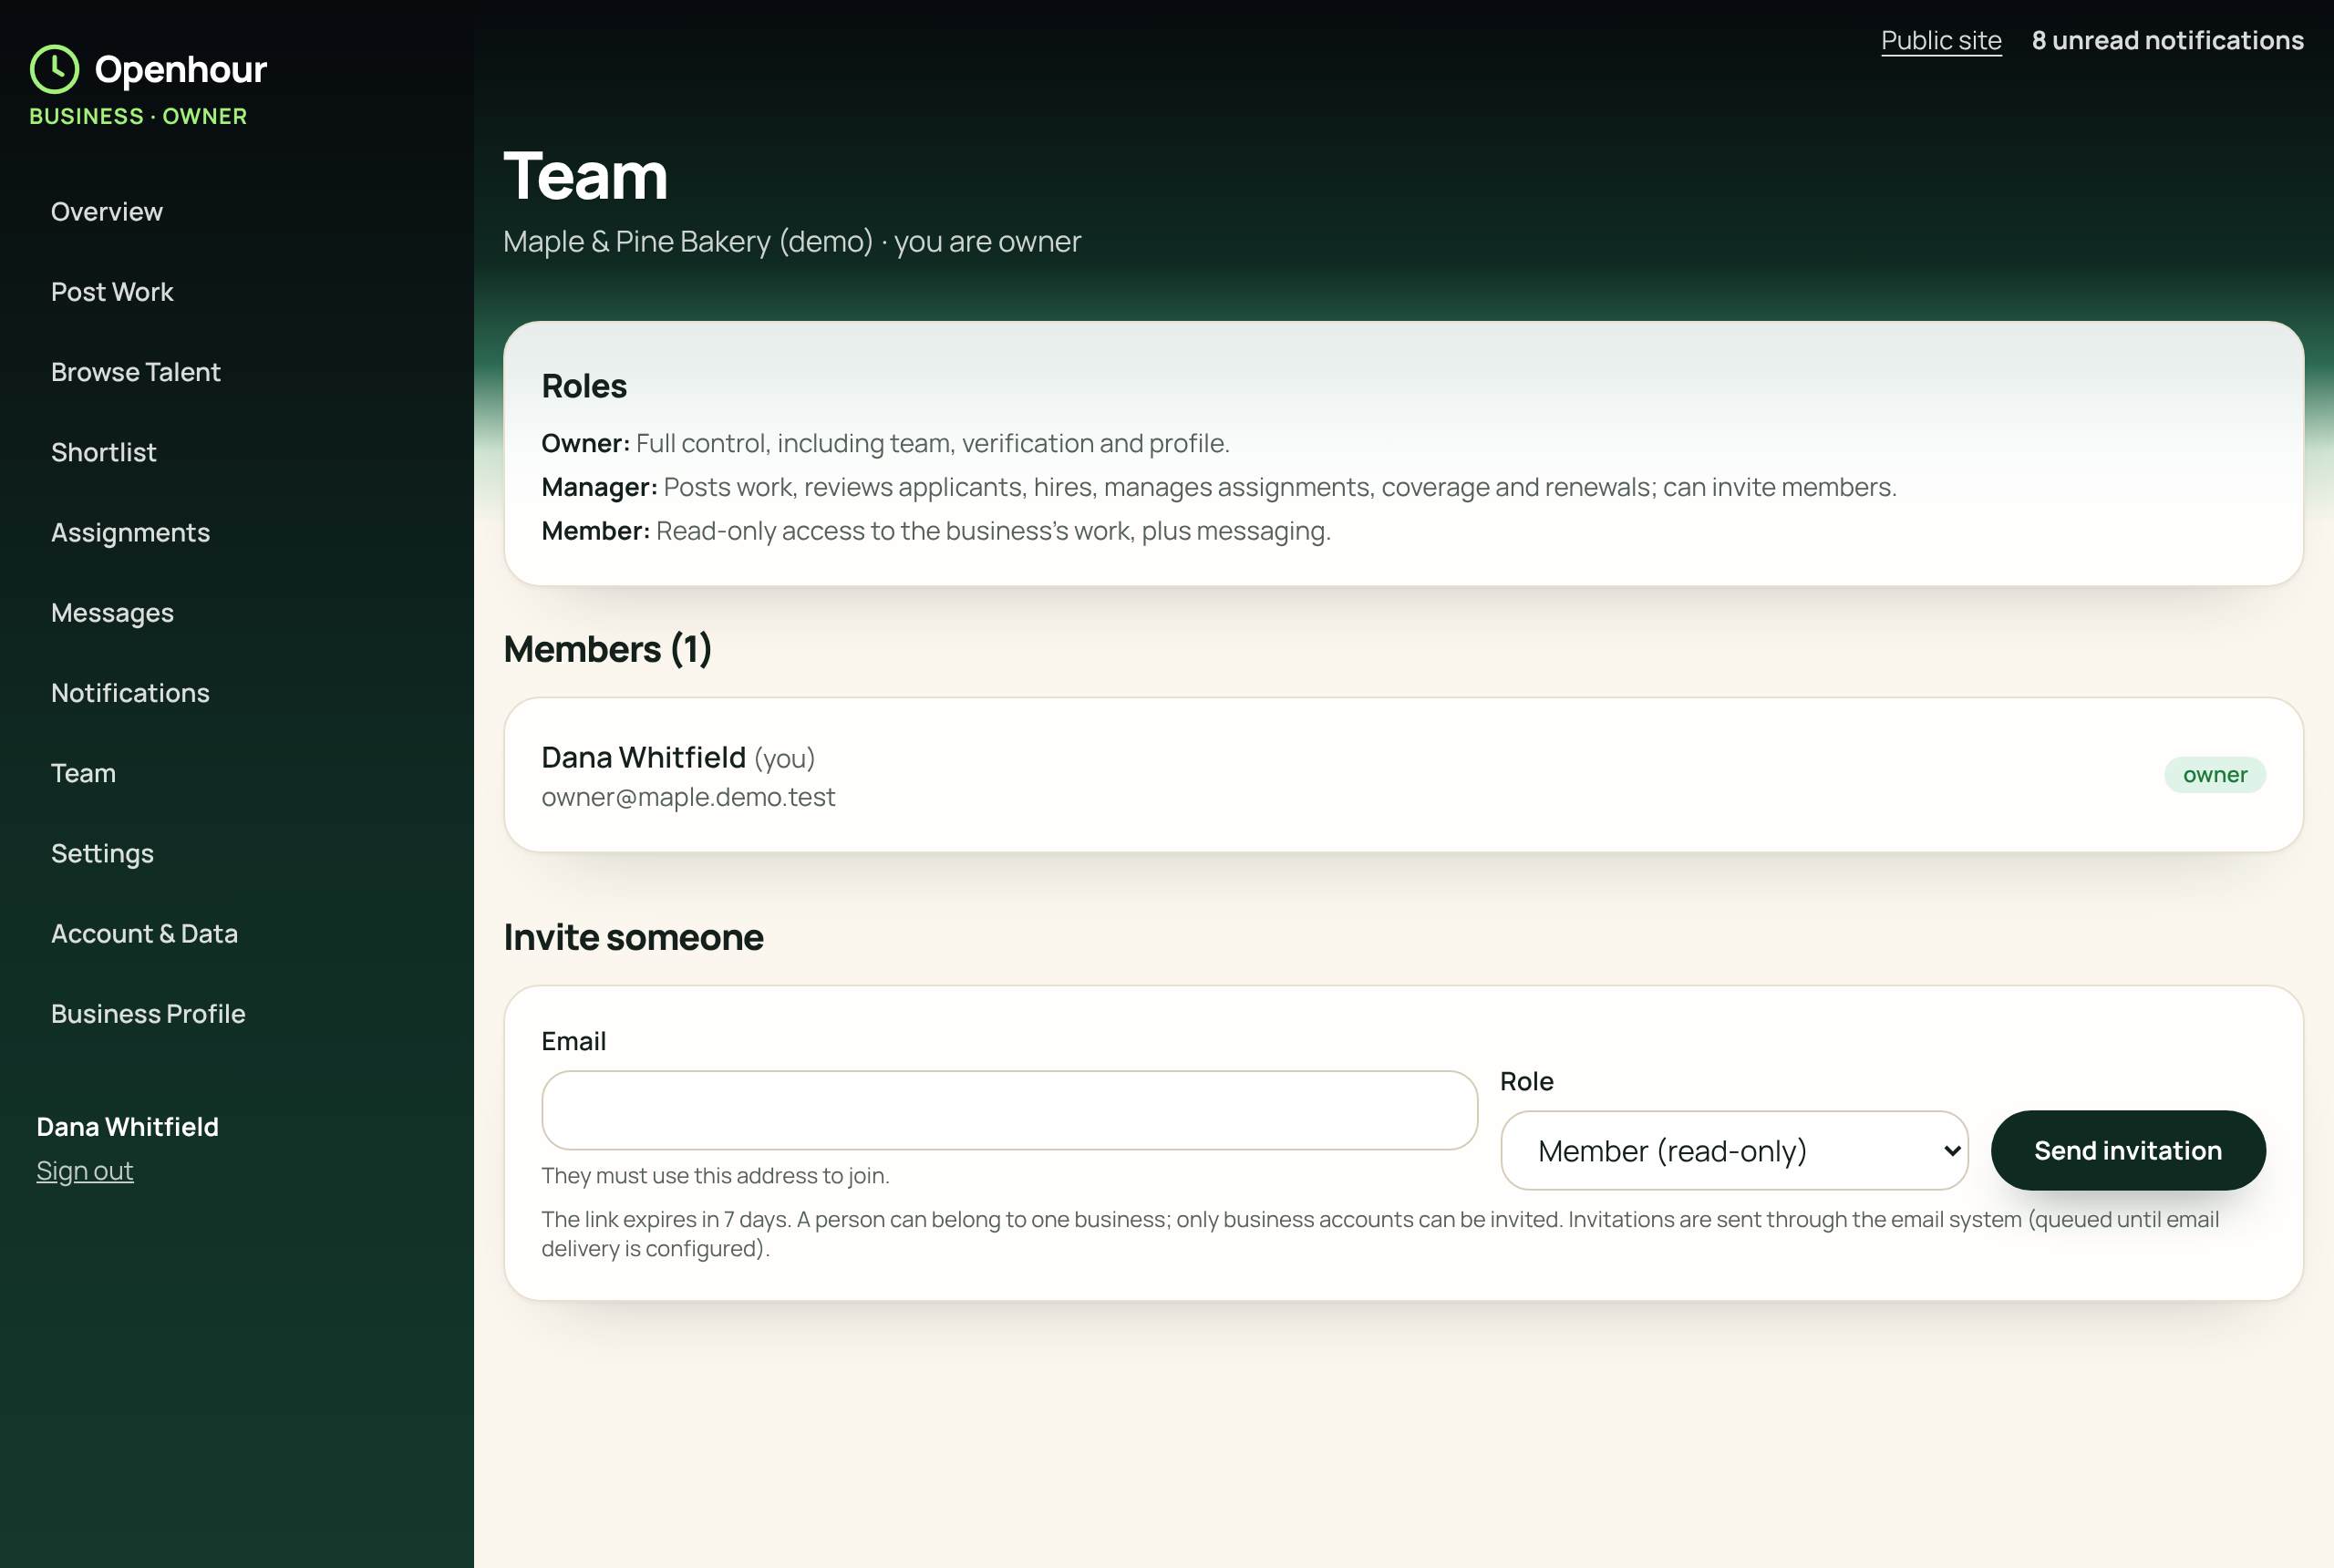 Openhour
BUSINESS · OWNER
Overview
Post Work
Browse Talent
Shortlist
Assignments
Messages
Notifications
Team
Settings
Account & Data
Business Profile
Dana Whitfield
Sign out
Public site
8 unread notifications
Team
Maple & Pine Bakery (demo) · you are owner
Roles
Owner: Full control, including team, verification and profile.
Manager: Posts work, reviews applicants, hires, manages assignments, coverage and renewals; can invite members.
Member: Read-only access to the business’s work, plus messaging.
Members (1)
Dana Whitfield (you)
owner@maple.demo.test
owner
Invite someone
Email
They must use this address to join.
Role
Member (read-only)
Send invitation
The link expires in 7 days. A person can belong to one business; only business accounts can be invited. Invitations are sent through the email system (queued until email
delivery is configured).